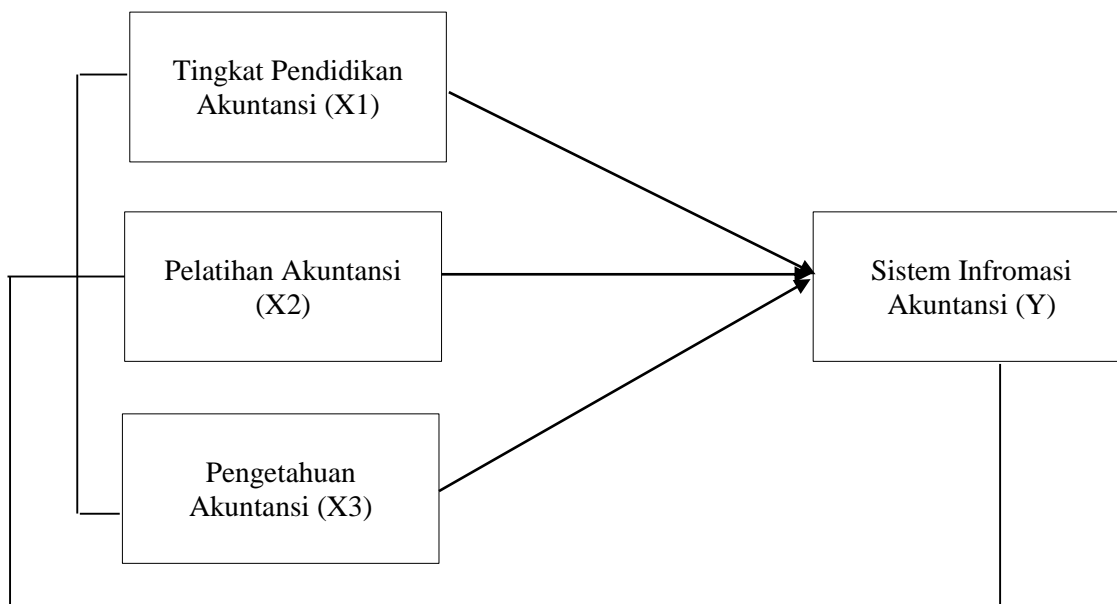 Tingkat Pendidikan
Akuntansi (X1)
Pelatihan Akuntansi
(X2)
Pengetahuan
Akuntansi (X3)
Sistem Infromasi
Akuntansi (Y)